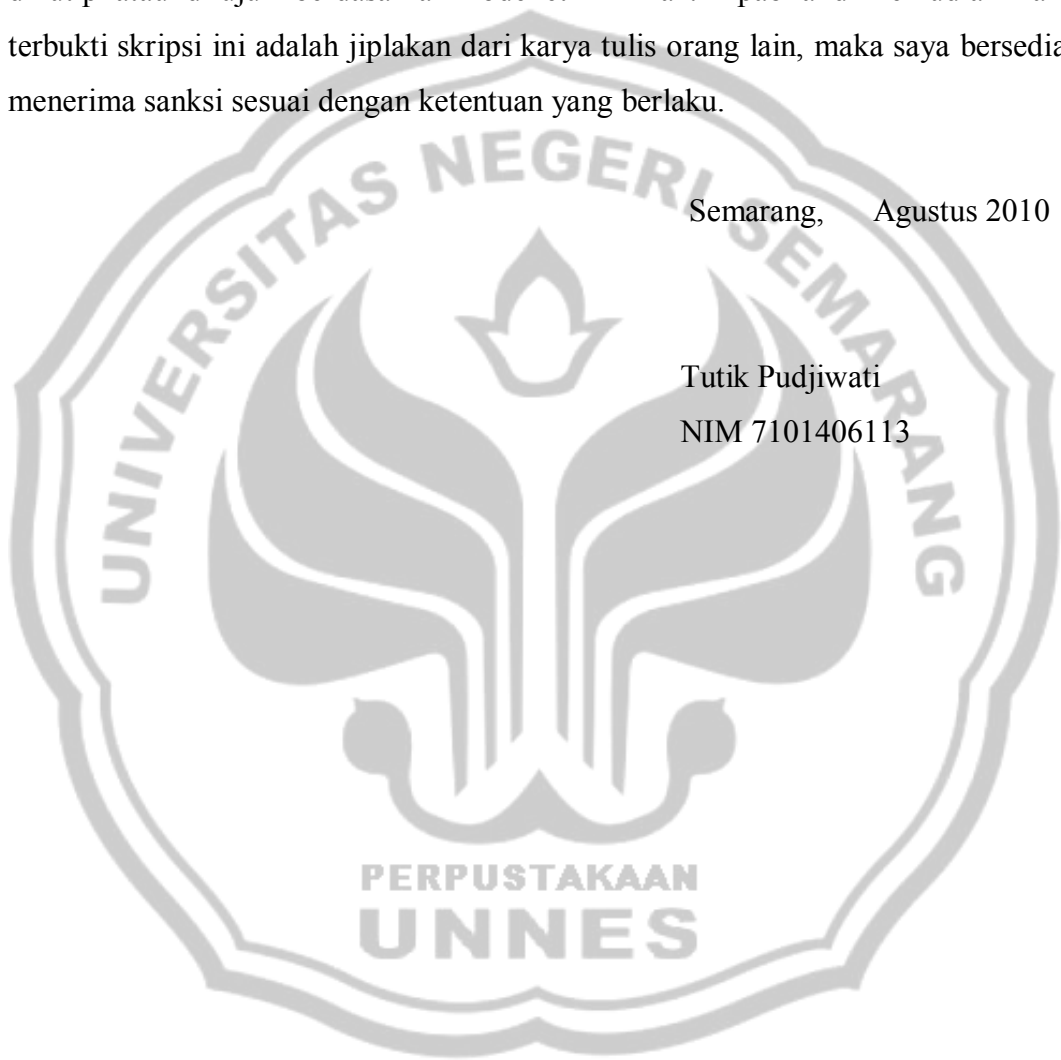 terbukti skripsi ini adalah jiplakan dari karya tulis orang lain, maka saya bersedia
menerima sanksi sesuai dengan ketentuan yang berlaku.
UNIVERSITAS NEGERI SEMARANG
Semarang, Agustus 2010
Tutik Pudjiwati
NIM 7101406113
PERPUSTAKAAN
UNNES